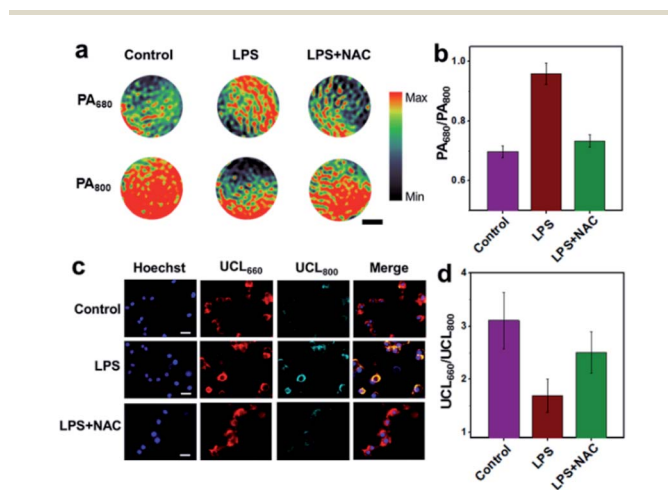 a
Control LPS LPS+NAC
PA680
PA800
Max
Min
b
PA680/PA800
1.0
0.8
0.6
Control LPS LPS+NAC
c
Hoechst UCL660 UCL800 Merge
Control
LPS
LPS+NAC
d
UCL660/UCL800
4
3
2
1
Control LPS LPS+NAC